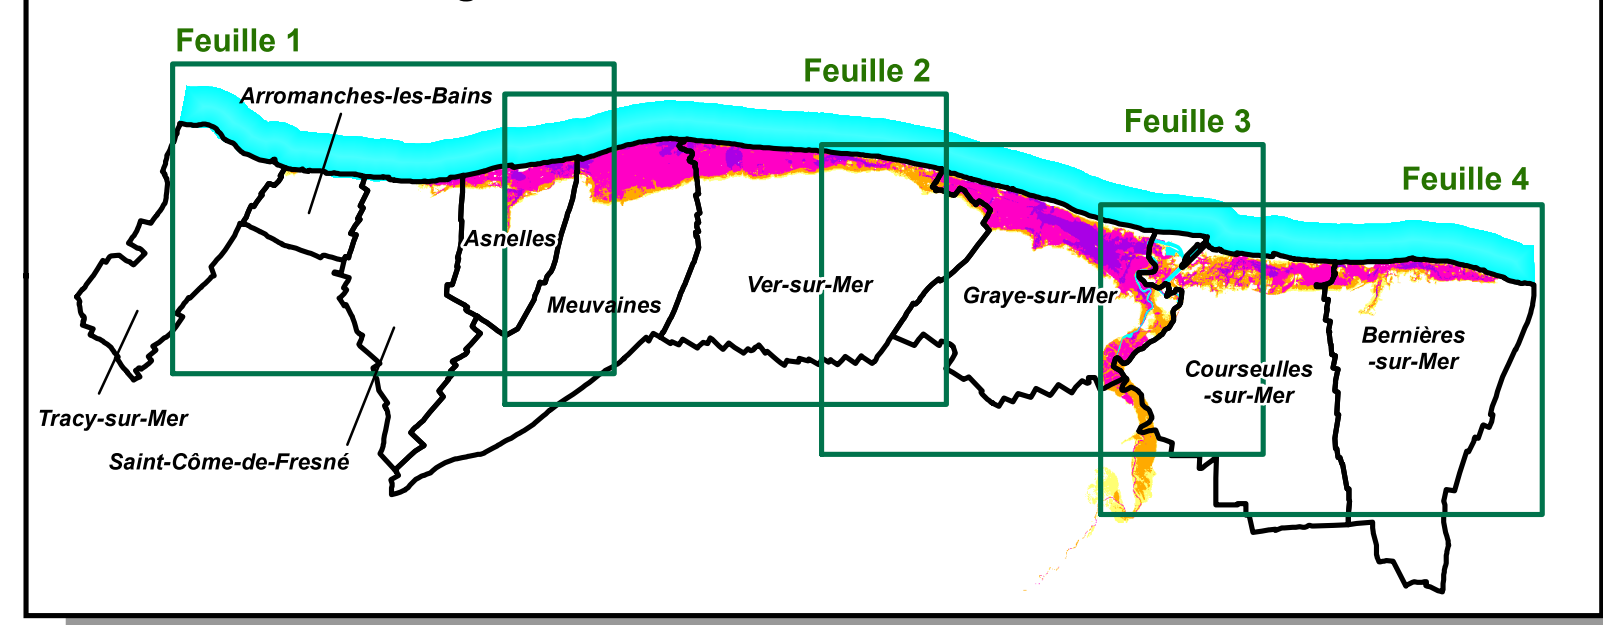 Feuille 1
Feuille 2
Feuille 3
Feuille 4
Arromanches-les-Bains
Asnelles
Meuvaines
Ver-sur-Mer
Graye-sur-Mer
Bernières
-sur-Mer
Courseulles
-sur-Mer
Tracy-sur-Mer
Saint-Côme-de-Fresné